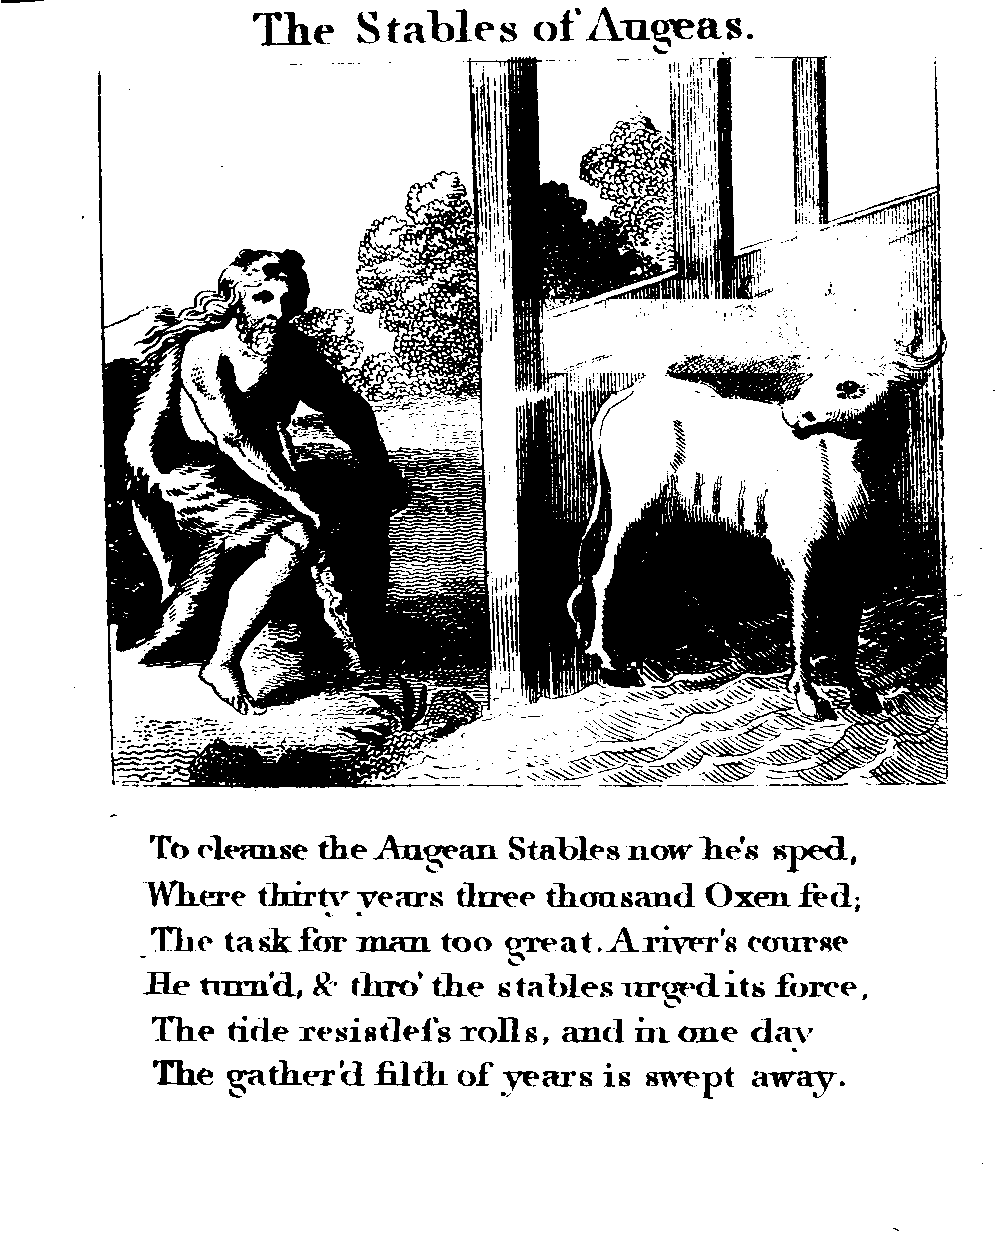 The Stables of Augeas.
To cleanse the Augean Stables now he's sped,
Where thirty years three thousand Oxen fed;
The task for man too great. A river's course
He turn'd, & thro' the stables urged its force,
The tide resistleſs rolls, and in one day
The gather'd filth of years is swept away.